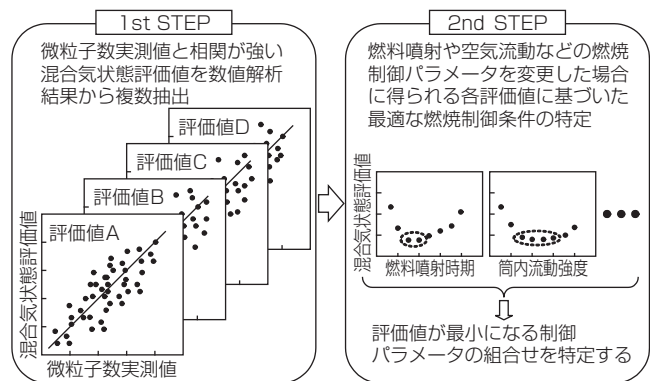 1st STEP
微粒子数実測値と相関が強い
混合気状態評価値を数値解析
結果から複数抽出
評価値D
評価値C
評価値B
評価値A
混合気状態評価値
微粒子数実測値
2nd STEP
燃料噴射や空気流動などの燃焼
制御パラメータを変更した場合
に得られる各評価値に基づいた
最適な燃焼制御条件の特定
混合気状態評価値
燃料噴射時期
筒内流動強度
評価値が最小になる制御
パラメータの組合せを特定する